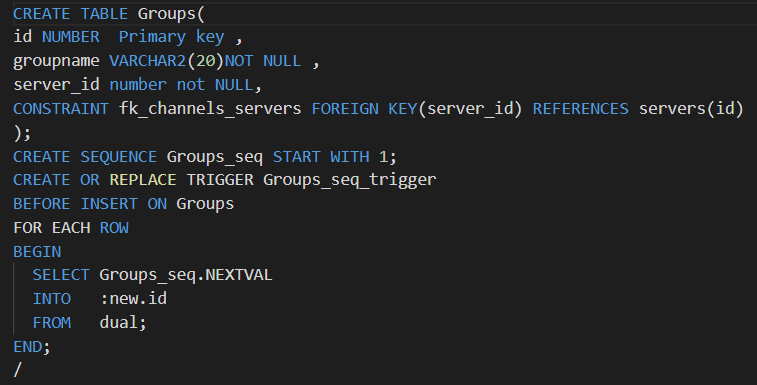 CREATE TABLE Groups(
id NUMBER  Primary key ,
groupname VARCHAR2(20)NOT NULL ,
server_id number not NULL,
CONSTRAINT fk_channels_servers FOREIGN KEY(server_id) REFERENCES servers(id)
);
CREATE SEQUENCE Groups_seq START WITH 1;
CREATE OR REPLACE TRIGGER Groups_seq_trigger
BEFORE INSERT ON Groups
FOR EACH ROW
BEGIN
  SELECT Groups_seq.NEXTVAL
  INTO   :new.id
  FROM   dual;
END;
/